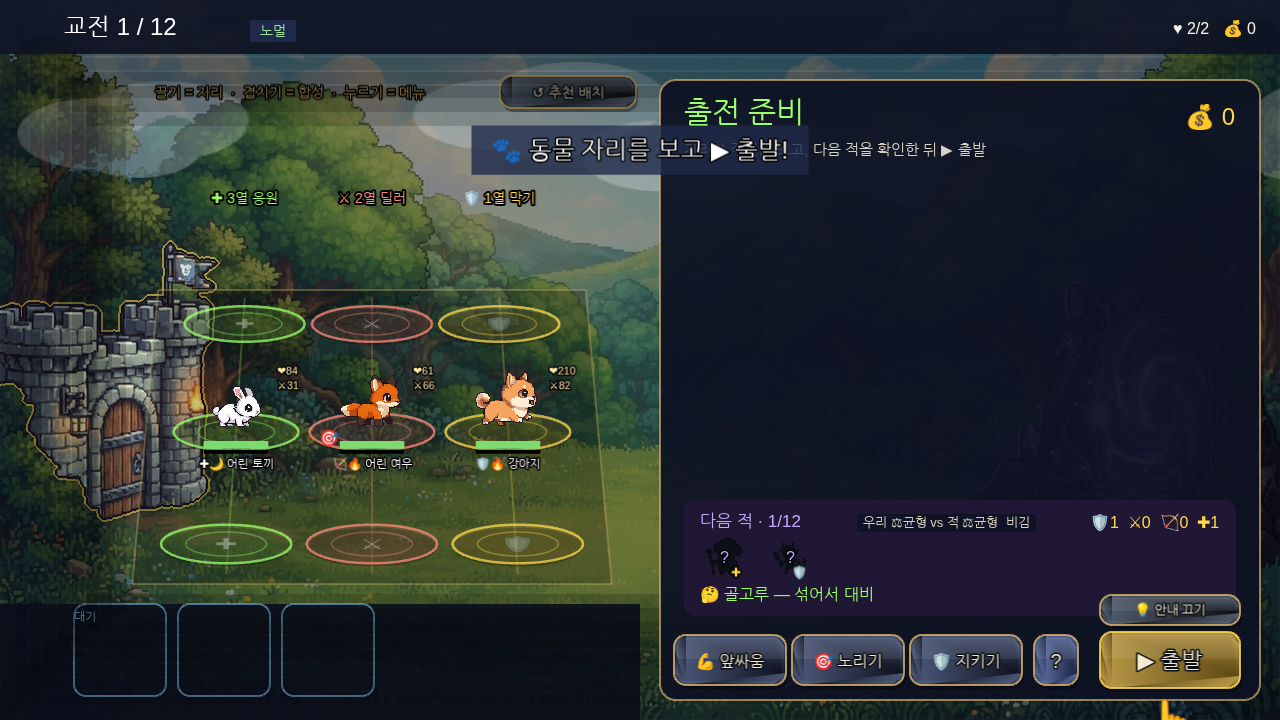 교전 1 / 12
노멀
♥ 2/2 💰 0
끌기 = 자리 · 겹치기 = 합성 · 누르기 = 메뉴
↺ 추천 배치
출전 준비
💰 0
🐾 동물 자리를 보고 ▶ 출발!
다음 적을 확인한 뒤 ▶ 출발
✚ 3열 응원
⚔ 2열 딜러
🛡️ 1열 막기
❤84
⚔31
❤61
⚔66
❤210
⚔82
✚🌙 어린 토끼
🏹🔥 어린 여우
🛡️🔥 강아지
다음 적 · 1/12
우리 ⚖균형 vs 적 ⚖균형 비김
🛡️1 ⚔0 🏹0 ✚1
? ?
🤔 골고루 — 섞어서 대비
💡 안내 끄기
대기
💪 앞싸움
🎯 노리기
🛡️ 지키기
?
▶ 출발